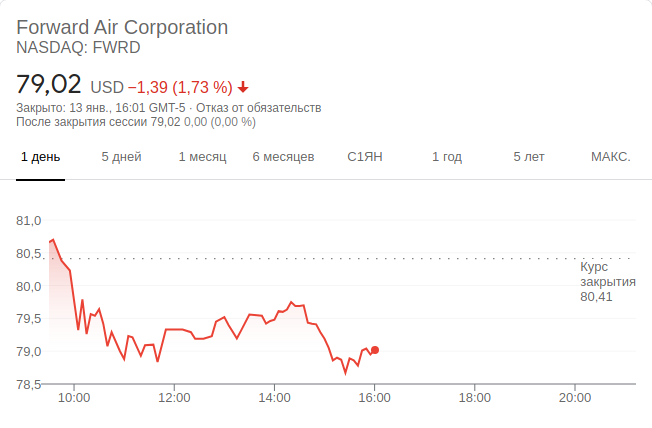 Forward Air Corporation
NASDAQ: FWRD
79,02 USD −1,39 (1,73 %)
Закрыто: 13 янв., 16:01 GMT-5 · Отказ от обязательств
После закрытия сессии 79,02 0,00 (0,00 %)
1 день 5 дней 1 месяц 6 месяцев С1ЯН 1 год 5 лет МАКС.
81,0
80,5
Курс
закрытия
80,41
80,0
79,5
79,0
78,5
10:00 12:00 14:00 16:00 18:00 20:00